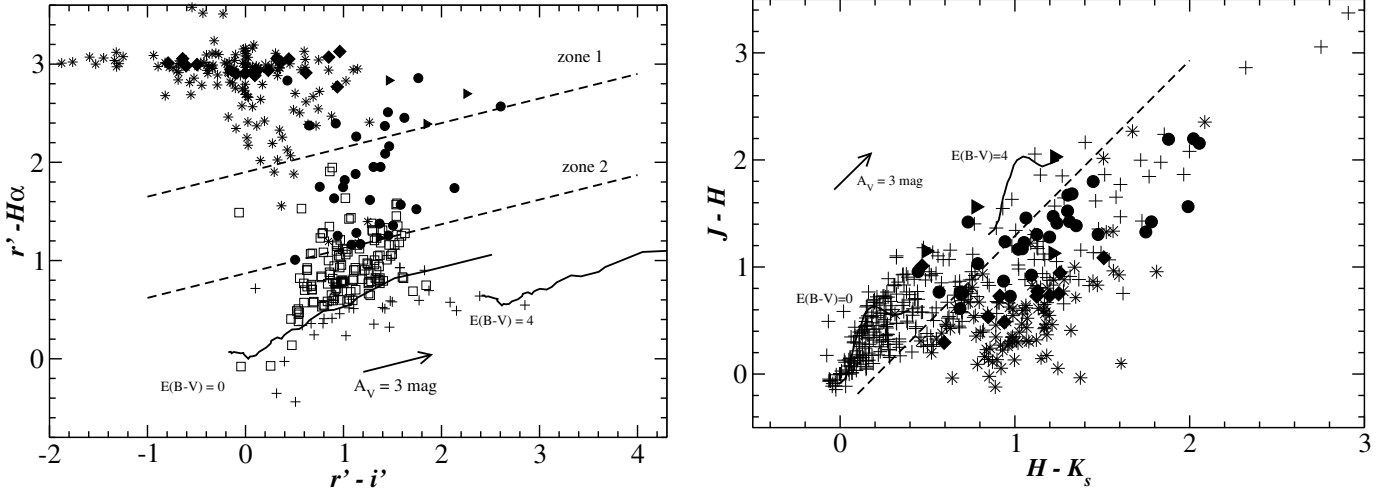 r' - Hα
4
3
2
1
0
zone 1
zone 2
E(B-V) = 4
E(B-V) = 0
A_V = 3 mag
-2 -1 0 1 2 3 4
r' - i'
J - H
3
2
1
0
E(B-V)=4
A_V = 3 mag
E(B-V)=0
0 1 2 3
H - K_s